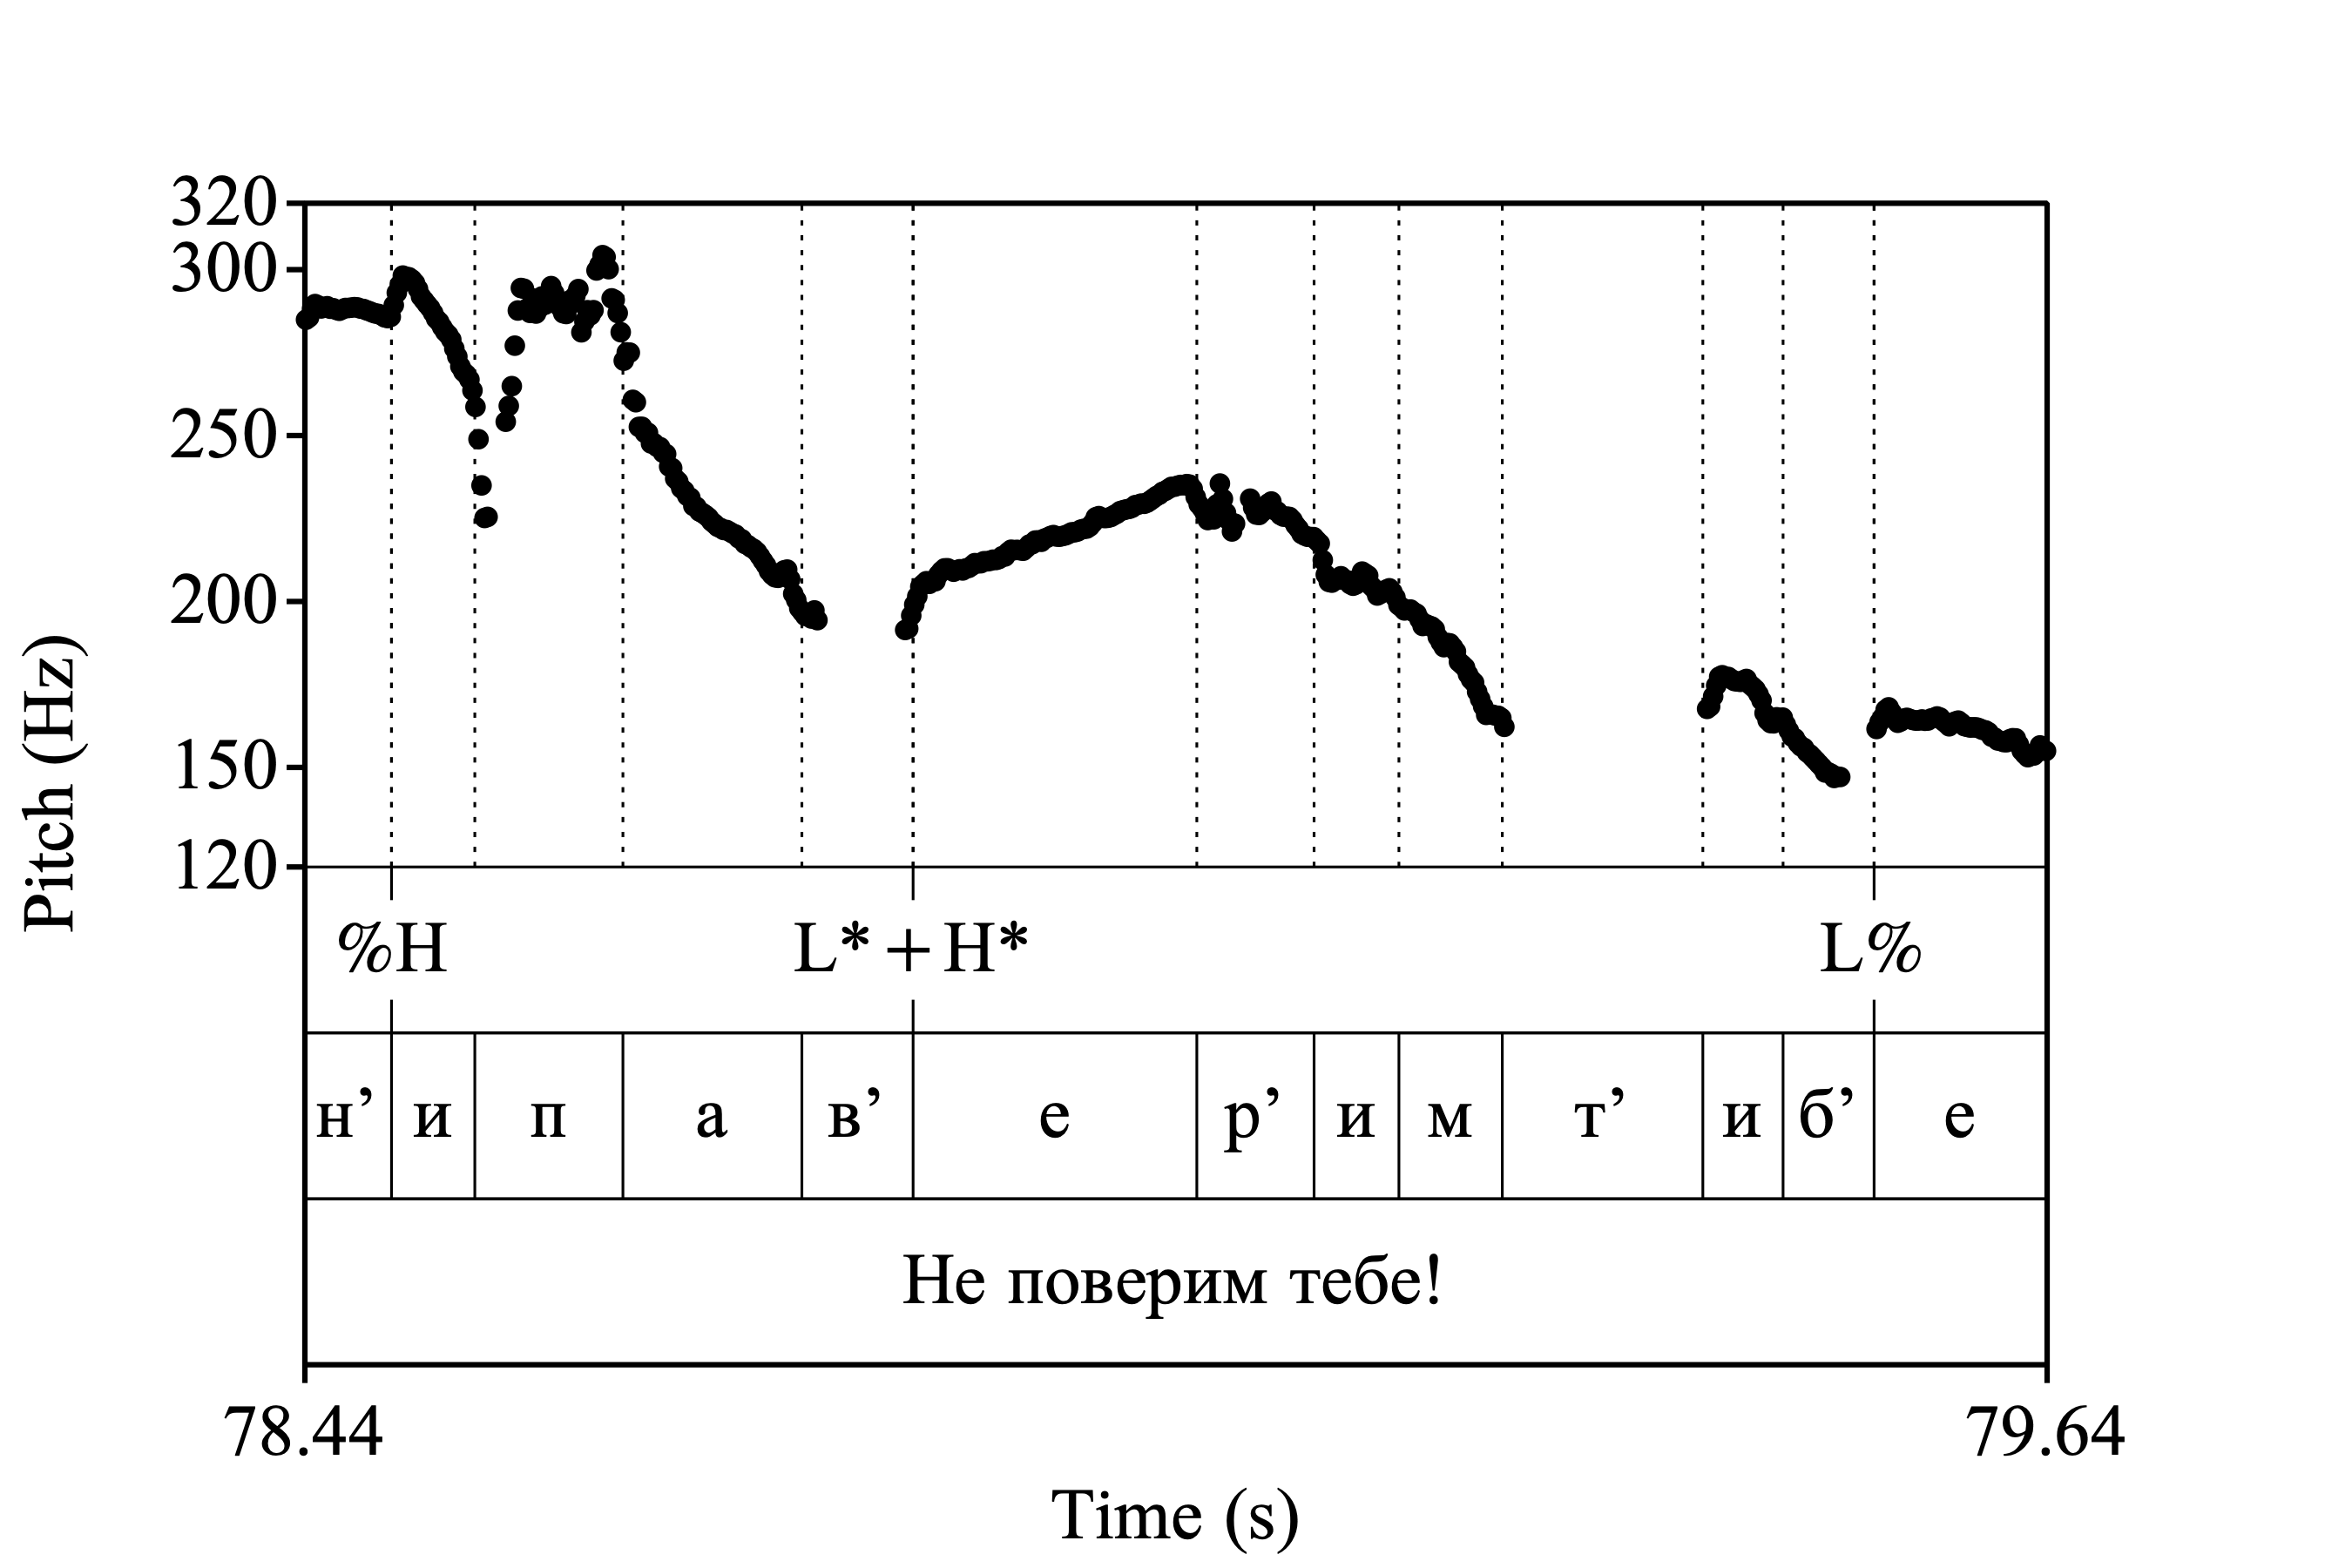 320
300
250
200
150
120
Pitch (Hz)
%H L*+H* L%
н’ и п а в’ е р’ и м т’ и б’ е
Не поверим тебе!
78.44 79.64
Time (s)